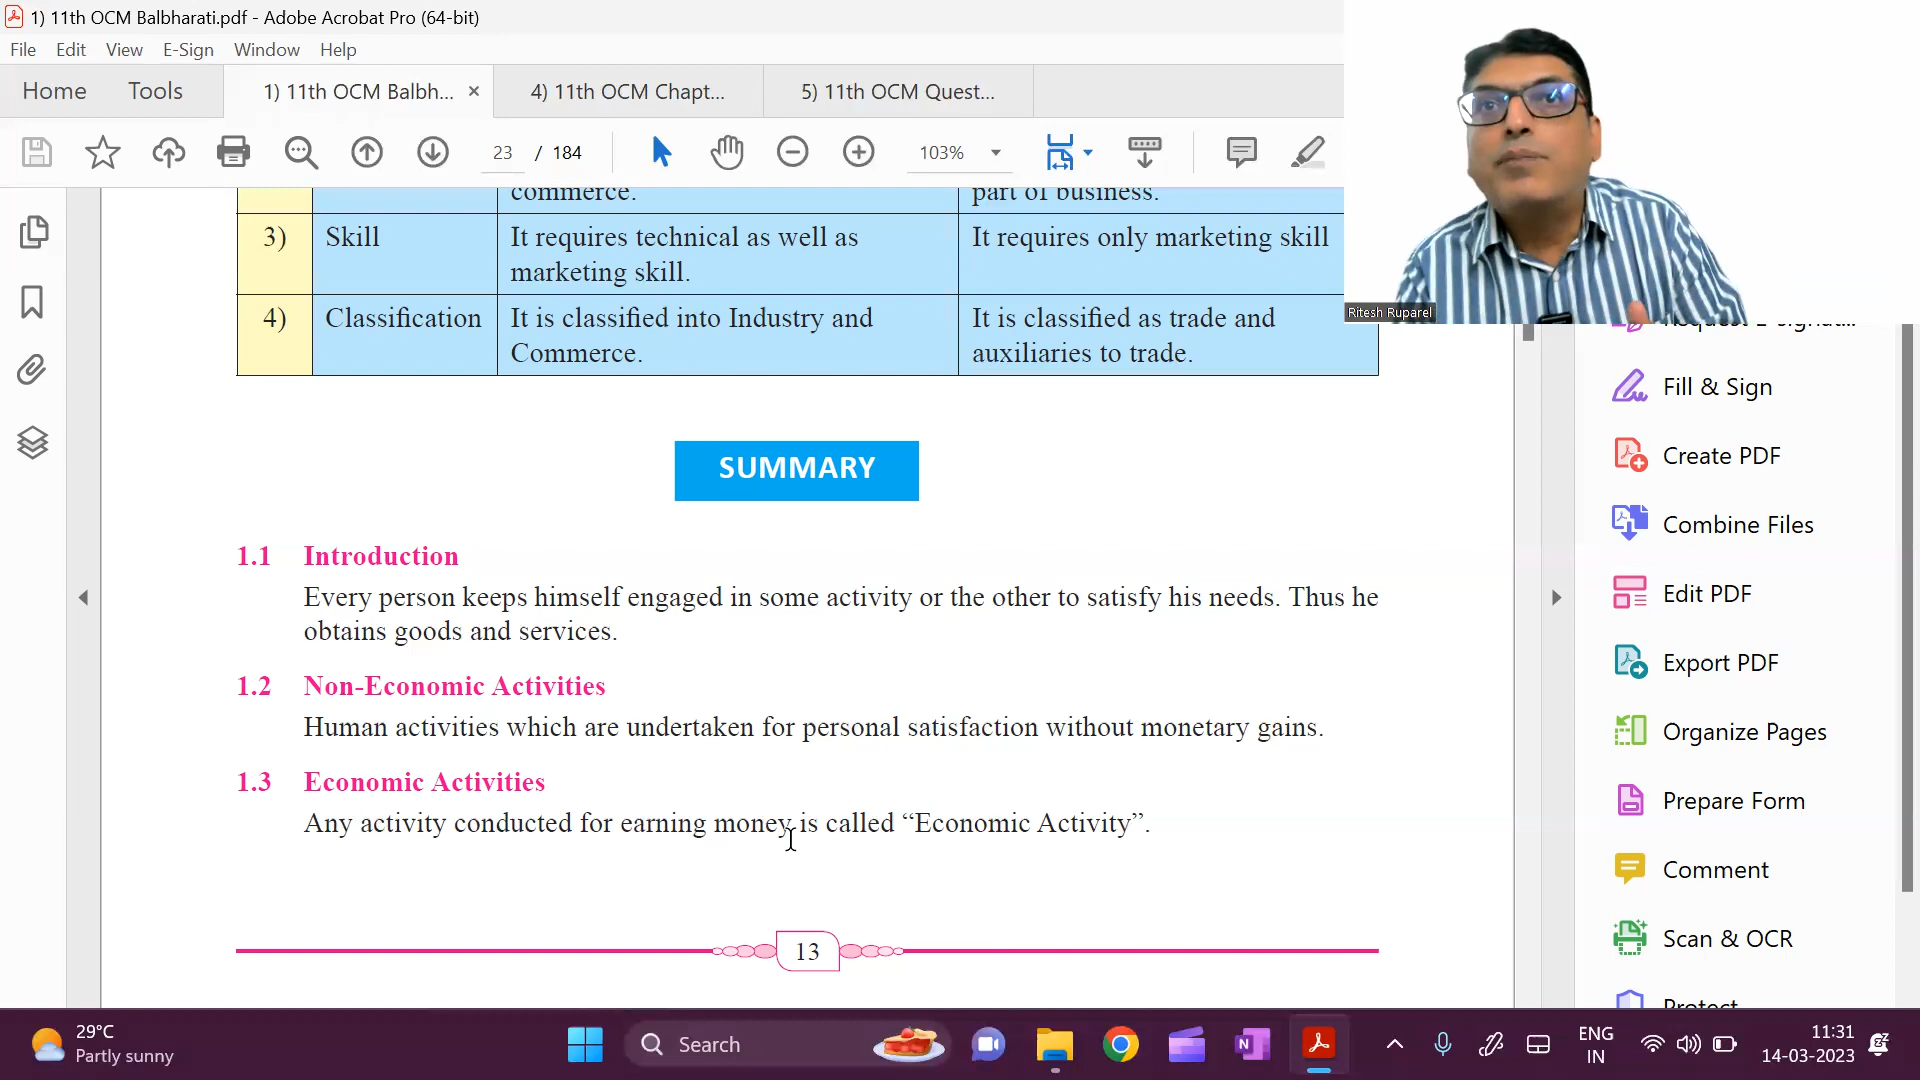 1) 11th OCM Balbharati.pdf - Adobe Acrobat Pro (64-bit)
File Edit View E-Sign Window Help
Home Tools 1) 11th OCM Balbh... × 4) 11th OCM Chapt... 5) 11th OCM Quest...
23 / 184 103%
commerce. part of business.
3) Skill It requires technical as well as It requires only marketing skill
marketing skill.
Ritesh Ruparel
4) Classification It is classified into Industry and It is classified as trade and
Commerce. auxiliaries to trade.
SUMMARY
1.1 Introduction
Every person keeps himself engaged in some activity or the other to satisfy his needs. Thus he
obtains goods and services.
1.2 Non-Economic Activities
Human activities which are undertaken for personal satisfaction without monetary gains.
1.3 Economic Activities
Any activity conducted for earning money is called “Economic Activity”.
13
Fill & Sign
Create PDF
Combine Files
Edit PDF
Export PDF
Organize Pages
Prepare Form
Comment
Scan & OCR
Protect
29°C
Partly sunny
Search
ENG
IN
11:31
14-03-2023